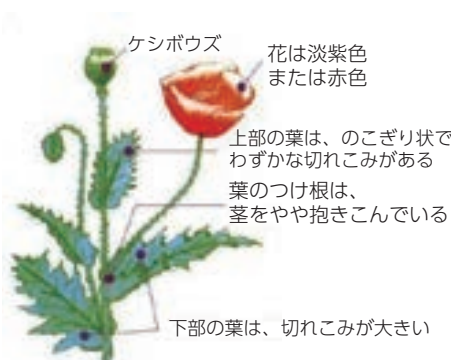 ケシボウズ
花は淡紫色
または赤色
上部の葉は、のこぎり状で
わずかな切れこみがある
葉のつけ根は、
茎をやや抱きこんでいる
下部の葉は、切れこみが大きい